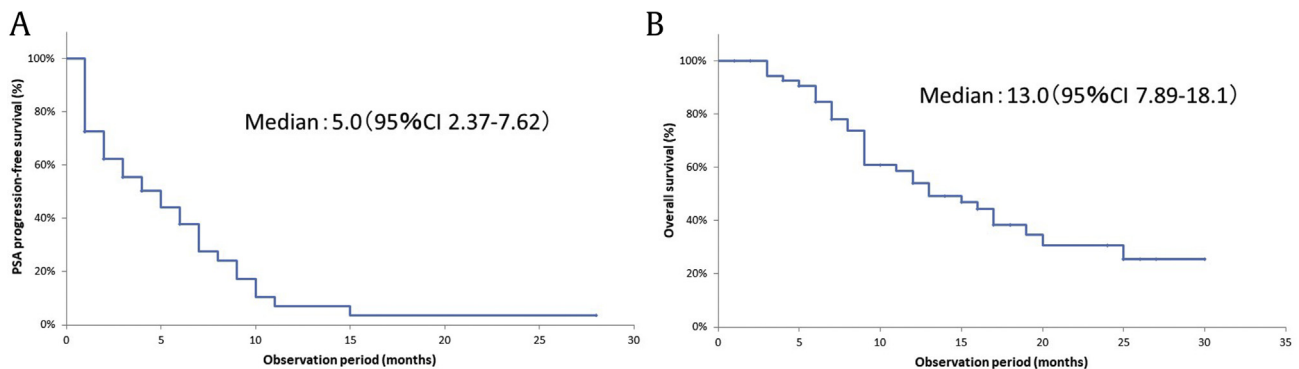 A
PSA progression-free survival (%)
100%
80%
60%
40%
20%
0%
Median：5.0（95%CI 2.37-7.62）
0 5 10 15 20 25 30
Observation period (months)
B
Overall survival (%)
100%
80%
60%
40%
20%
0%
Median：13.0（95%CI 7.89-18.1）
0 5 10 15 20 25 30 35
Observation period (months)